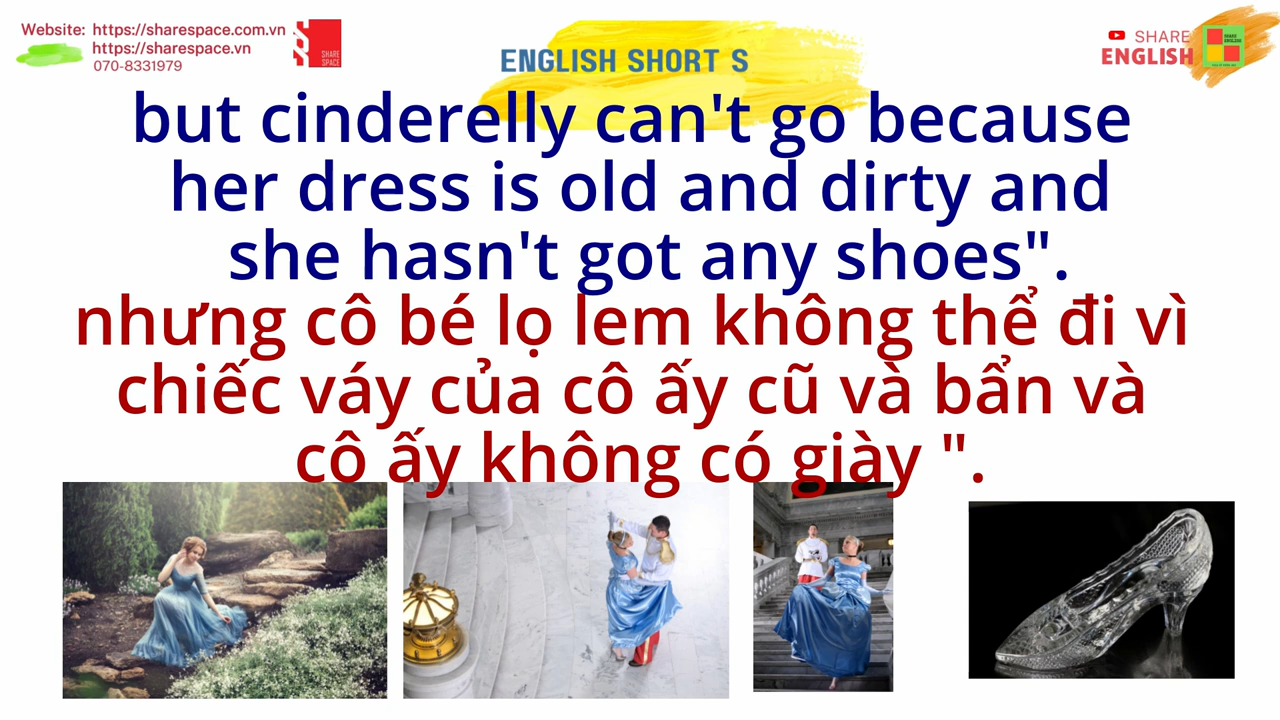 Website: https://sharespace.com.vn
https://sharespace.vn
070-8331979
SHARE
SPACE
ENGLISH SHORT S
SHARE
ENGLISH
but cinderelly can't go because
her dress is old and dirty and
she hasn't got any shoes".
nhưng cô bé lọ lem không thể đi vì
chiếc váy của cô ấy cũ và bẩn và
cô ấy không có giày ".